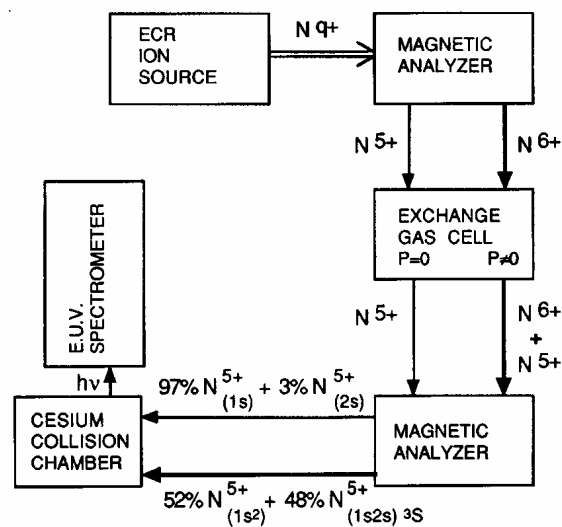 ECR
ION
SOURCE
N q+
MAGNETIC
ANALYZER
N 5+
N 6+
EXCHANGE
GAS CELL
P=0 P≠0
N 5+
N 6+
+
N 5+
E.U.V.
SPECTROMETER
hν
97% N 5+ (1s) + 3% N 5+ (2s)
CESIUM
COLLISION
CHAMBER
MAGNETIC
ANALYZER
52% N 5+ (1s²) + 48% N 5+ (1s2s) ³S